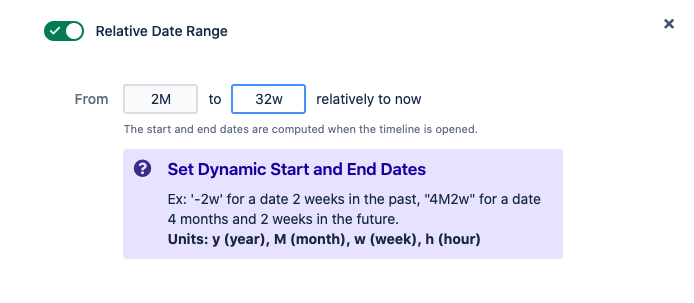 Relative Date Range
From 2M to 32w relatively to now
The start and end dates are computed when the timeline is opened.
Set Dynamic Start and End Dates
Ex: '-2w' for a date 2 weeks in the past, "4M2w" for a date
4 months and 2 weeks in the future.
Units: y (year), M (month), w (week), h (hour)